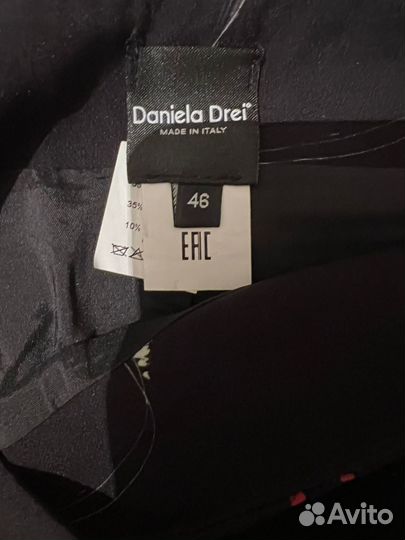 Daniela Drei
MADE IN ITALY
46
35%
10%
EAC
Avito